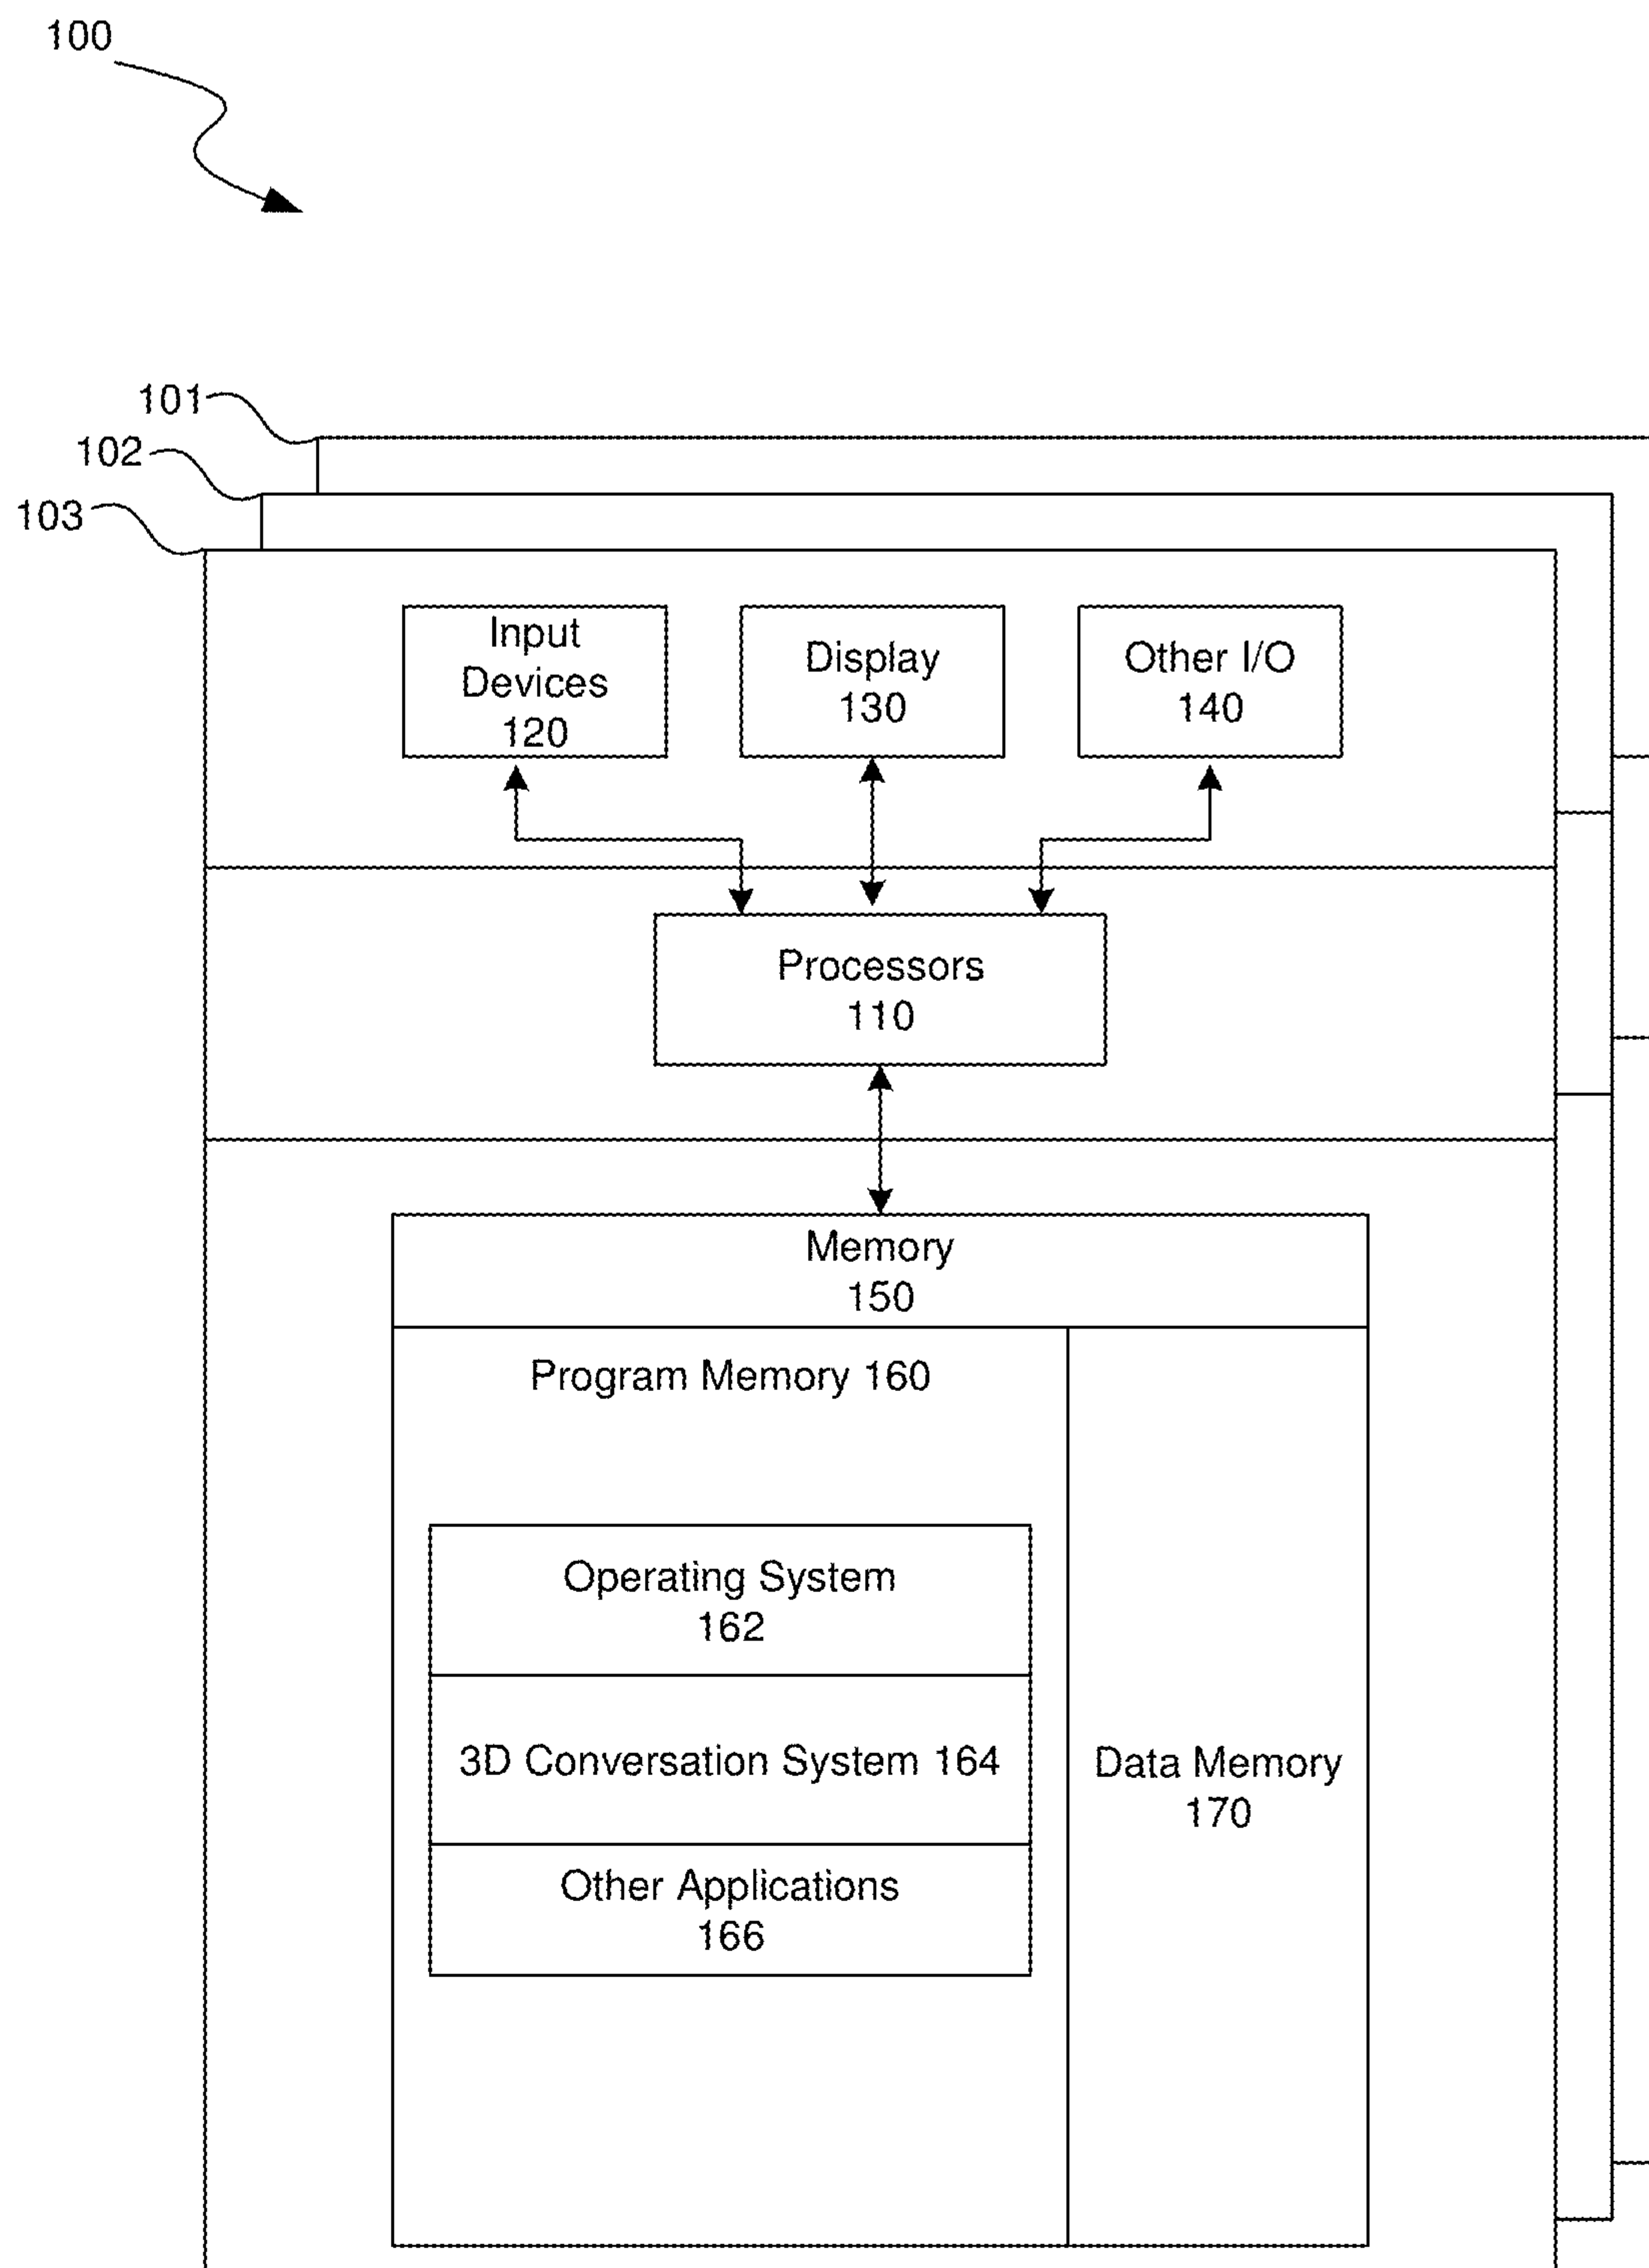 100
101
102
103
Input
Devices
120
Display
130
Other I/O
140
Processors
110
Memory
150
Program Memory 160
Operating System
162
3D Conversation System 164
Other Applications
166
Data Memory
170